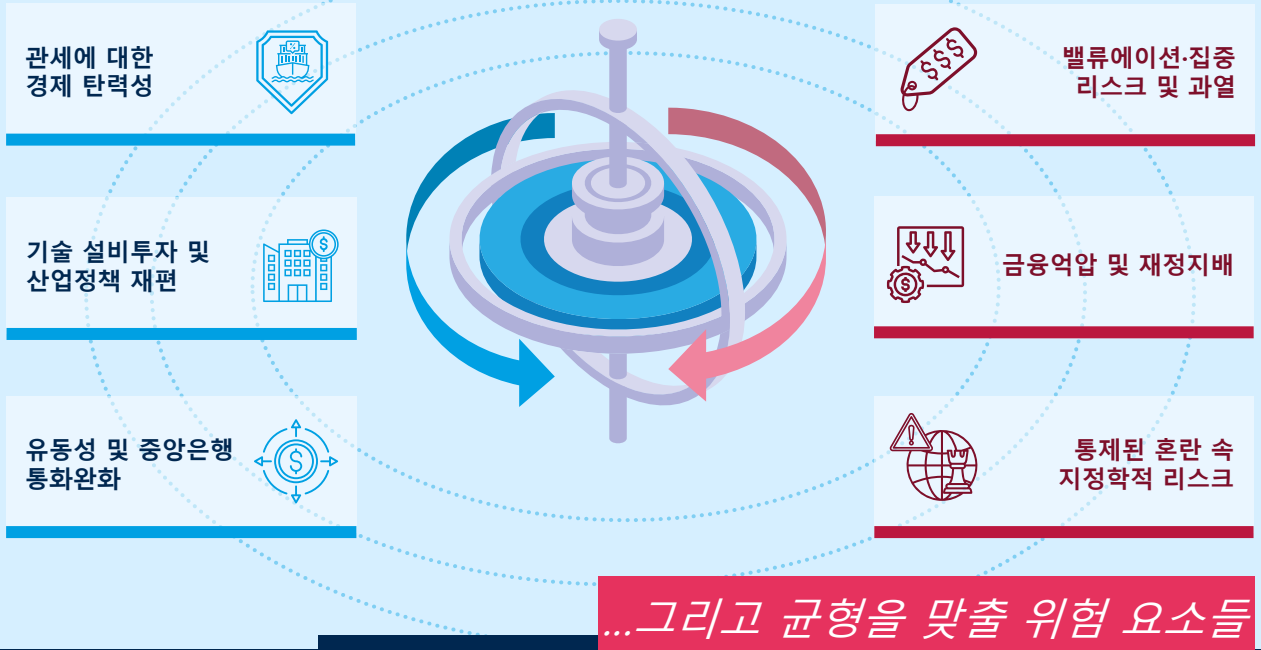 관세에 대한
경제 탄력성
기술 설비투자 및
산업정책 재편
유동성 및 중앙은행
통화완화
$$$
밸류에이션·집중
리스크 및 과열
금융억압 및 재정지배
통제된 혼란 속
지정학적 리스크
...그리고 균형을 맞출 위험 요소들